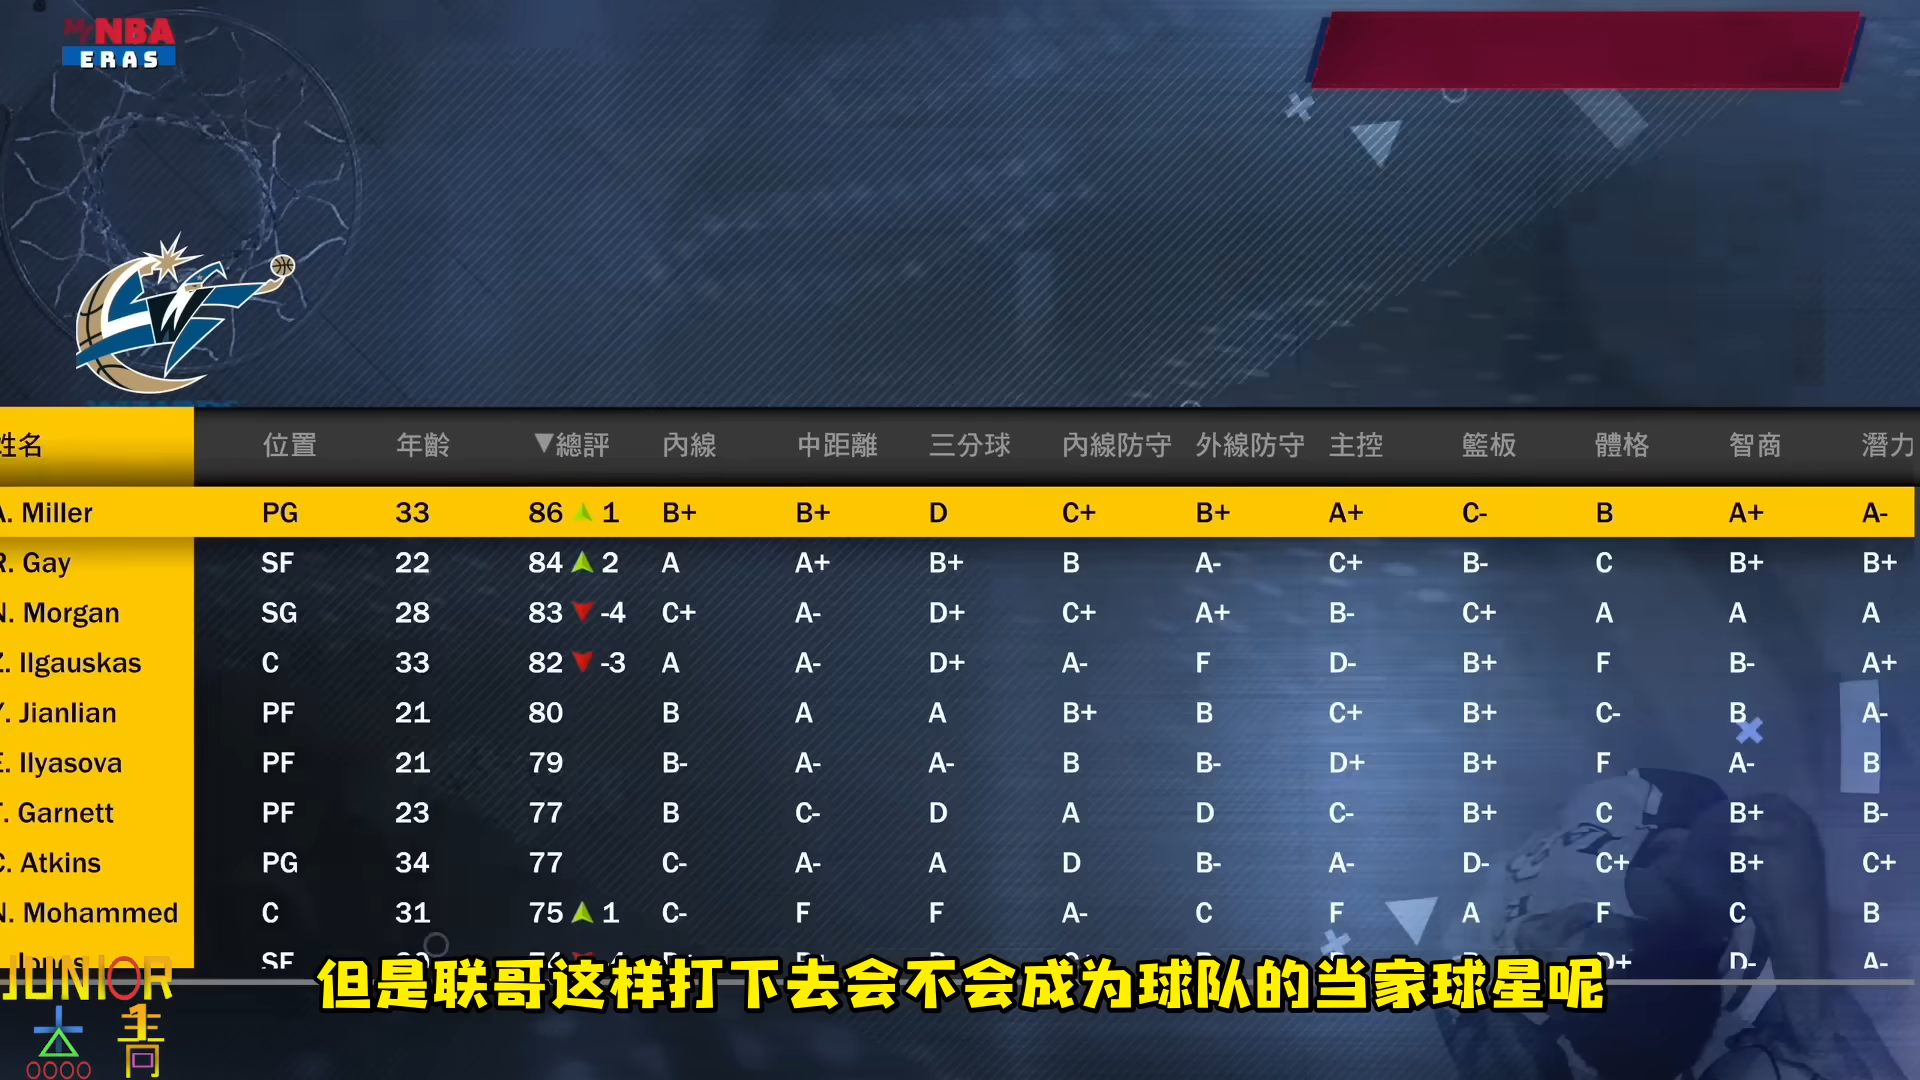 My NBA
ERAS
姓名 位置 年齡 ▼總評 內線 中距離 三分球 內線防守 外線防守 主控 籃板 體格 智商 潛力
A. Miller PG 33 86 1 B+ B+ D C+ B+ A+ C- B A+ A-
R. Gay SF 22 84 2 A A+ B+ B A- C+ B- C B+ B+
N. Morgan SG 28 83 -4 C+ A- D+ C+ A+ B- C+ A A A
Z. Ilgauskas C 33 82 -3 A A- D+ A- F D- B+ F B- A+
Y. Jianlian PF 21 80 B A A B+ B C+ B+ C- B A-
E. Ilyasova PF 21 79 B- A- A- B B- D+ B+ F A- B
T. Garnett PF 23 77 B C- D A D C- B+ C B+ B-
C. Atkins PG 34 77 C- A- A D B- A- D- C+ B+ C+
N. Mohammed C 31 75 1 C- F F A- C F A F C B
SF D+ D- A-
但是联哥这样打下去会不会成为球队的当家球星呢
JUNIOR